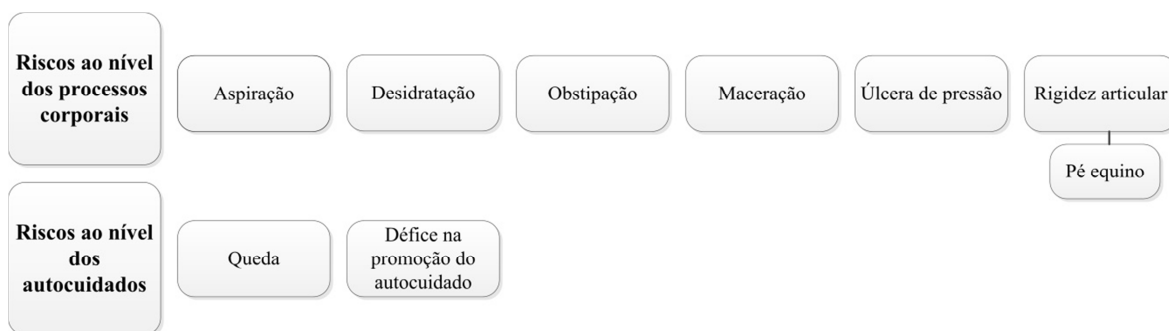 Riscos ao nível
dos processos
corporais
Aspiração
Desidratação
Obstipação
Maceração
Úlcera de pressão
Rigidez articular
Pé equino
Riscos ao nível
dos
autocuidados
Queda
Défice na
promoção do
autocuidado